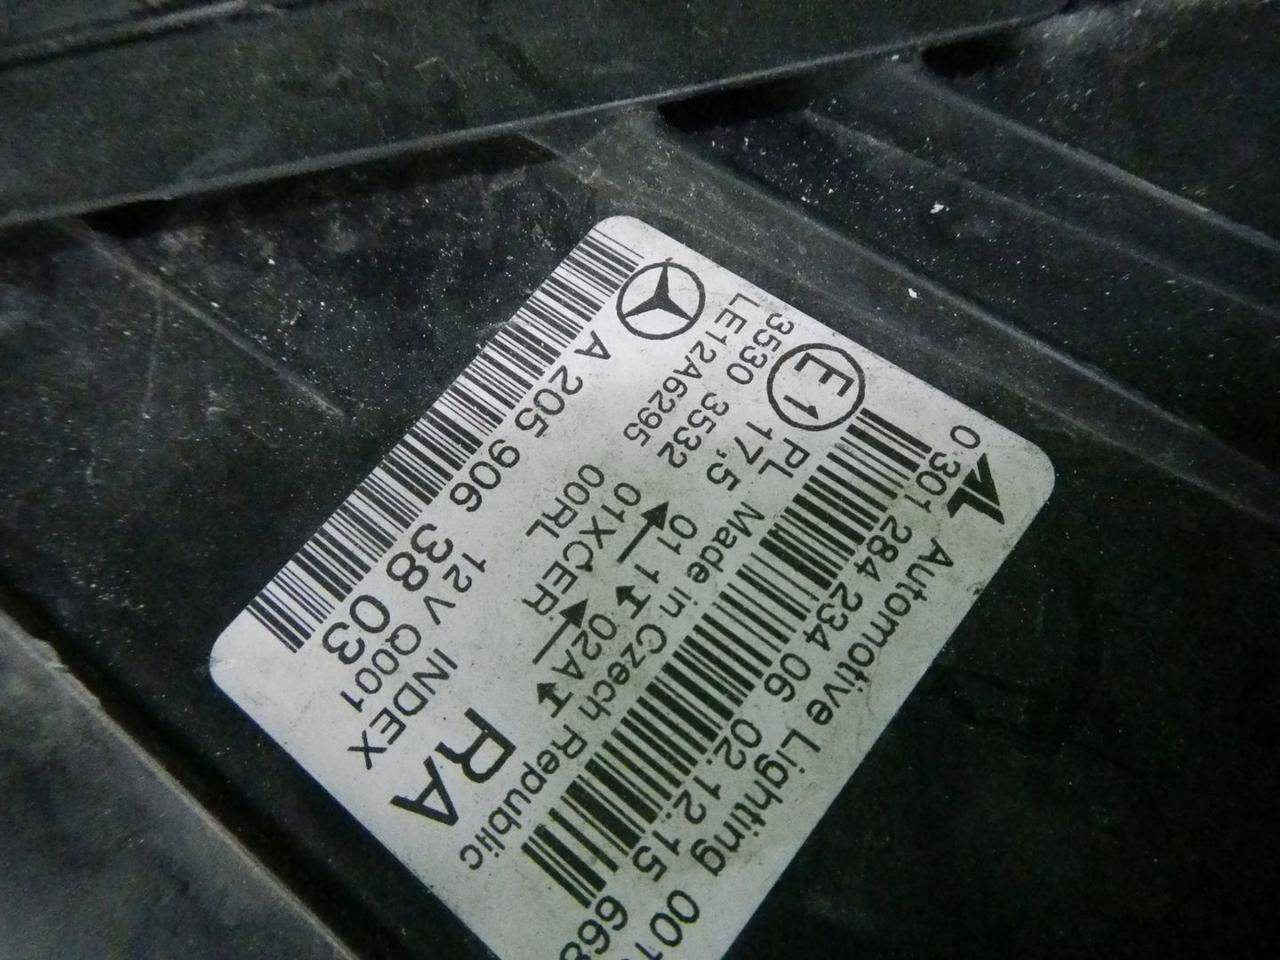 A 205 906 38 03
12V Q001
INDEX
RA
LE12A6295
3530 3532
00RL
01XCER
E1
PL
17,5
01 1
02A
Made in Czech Republic
AL
Automotive Lighting
0 301 284 234 06 02.12.15